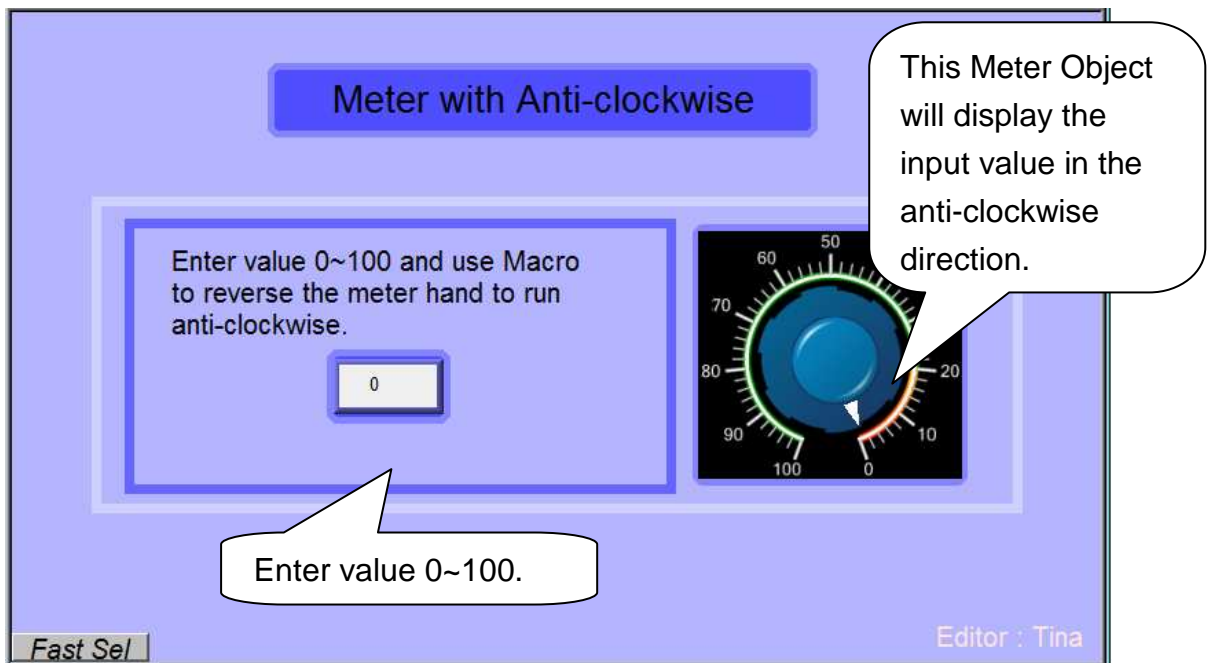 Meter with Anti-clockwise
This Meter Object
will display the
input value in the
anti-clockwise
direction.
Enter value 0~100 and use Macro
to reverse the meter hand to run
anti-clockwise.
0
50
60
70
80
20
90
10
100
0
Enter value 0~100.
Fast Sel
Editor : Tina